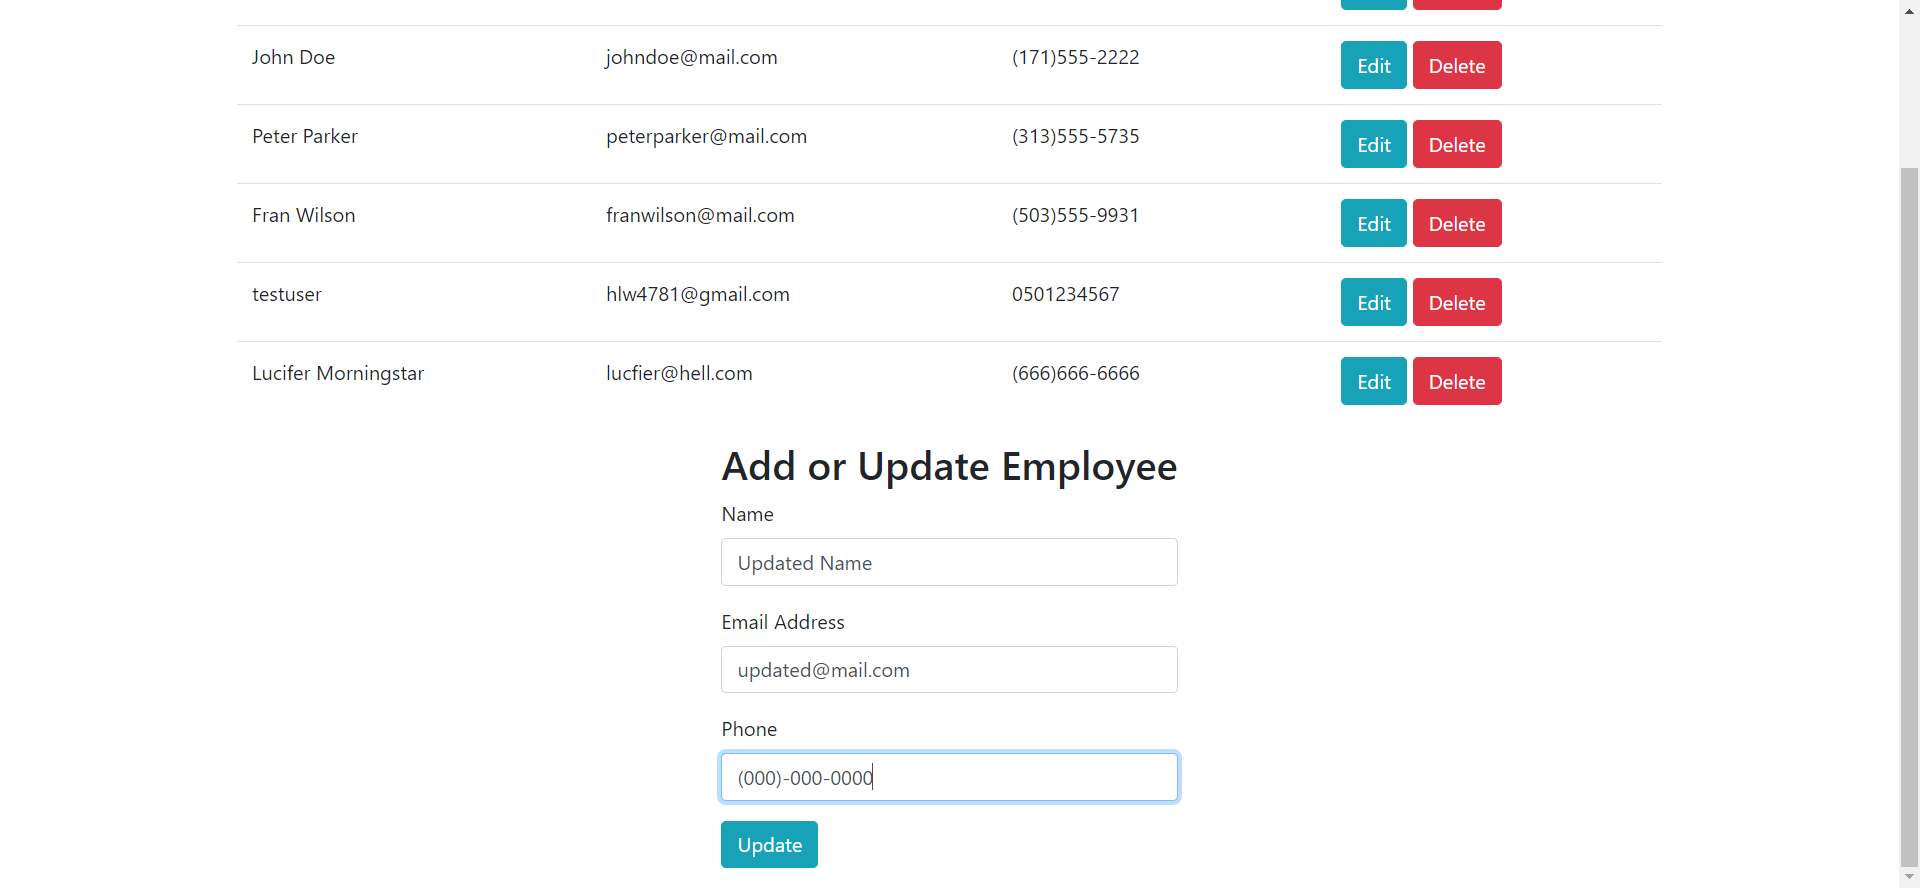 John Doe johndoe@mail.com (171)555-2222 Edit Delete
Peter Parker peterparker@mail.com (313)555-5735 Edit Delete
Fran Wilson franwilson@mail.com (503)555-9931 Edit Delete
testuser hlw4781@gmail.com 0501234567 Edit Delete
Lucifer Morningstar lucfier@hell.com (666)666-6666 Edit Delete
Add or Update Employee
Name
Updated Name
Email Address
updated@mail.com
Phone
(000)-000-0000
Update